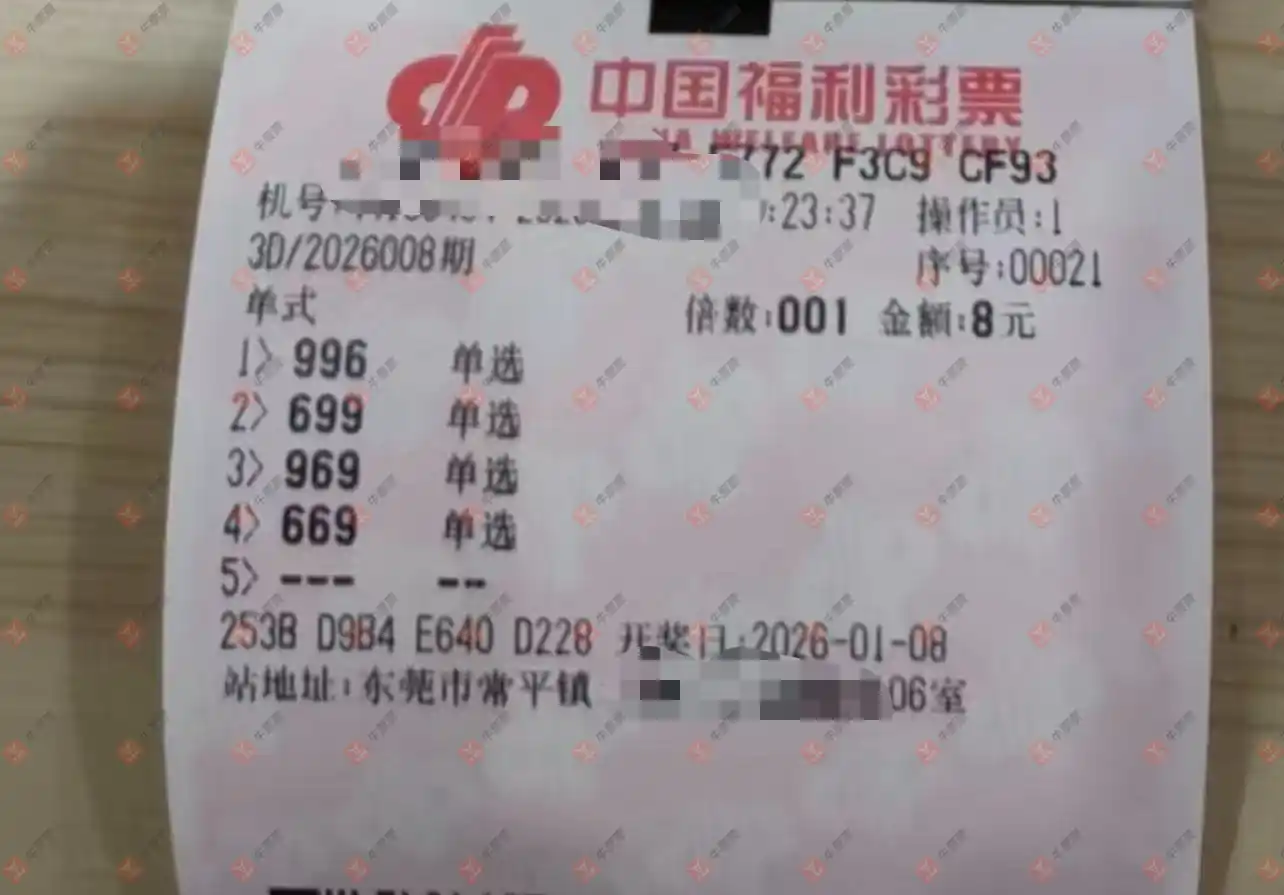 中国福利彩票
CHINA WELFARE LOTTERY
772 F3C9 CF93
机号 :23:37 操作员:1
3D/2026008期 序号:00021
单式 倍数:001 金额:8元
1> 996 单选
2> 699 单选
3> 969 单选
4> 669 单选
5> --- --
253B D9B4 E640 D228 开奖日:2026-01-08
站地址:东莞市常平镇 06室